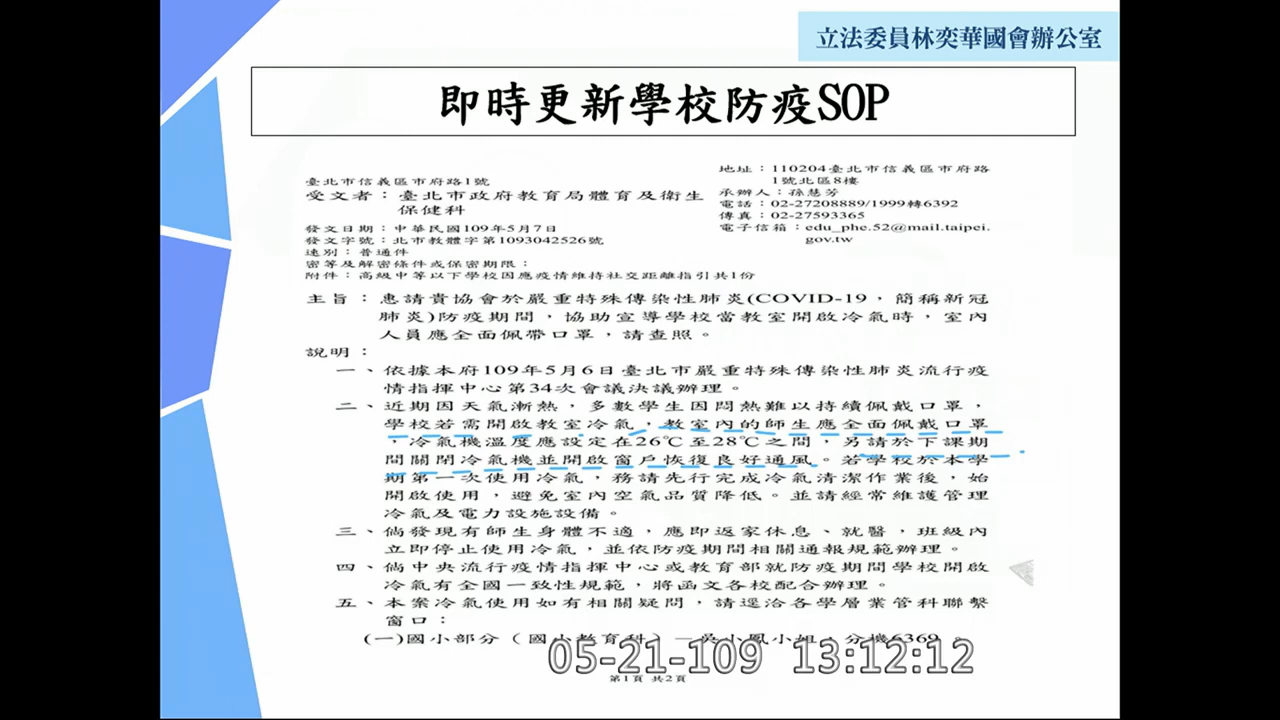 立法委員林奕華國會辦公室
即時更新學校防疫SOP
地址：110204臺北市信義區市府路
1號北區8樓
承辦人：孫慧芳
電話：02-27208889/1999轉6392
傳真：02-27593365
電子信箱：edu_phe.52@mail.taipei.
gov.tw
臺北市信義區市府路1號
受文者：臺北市政府教育局體育及衛生
保健科
發文日期：中華民國109年5月7日
發文字號：北市教體字第1093042526號
速別：普通件
密等及解密條件或保密期限：
附件：高級中等以下學校因應疫情維持社交距離指引共1份
主旨：惠請貴協會於嚴重特殊傳染性肺炎(COVID-19，簡稱新冠
肺炎)防疫期間，協助宣導學校當教室開啟冷氣時，室內
人員應全面佩帶口罩，請查照。
說明：
一、依據本府109年5月6日臺北市嚴重特殊傳染性肺炎流行疫
情指揮中心第34次會議決議辦理。
二、近期因天氣漸熱，多數學生因悶熱難以持續佩戴口罩，
學校若需開啟教室冷氣，教室內的師生應全面佩戴口罩
，冷氣機溫度應設定在26℃至28℃之間，另請於下課期
間關閉冷氣機並開啟窗戶恢復良好通風。若學校於本學
期第一次使用冷氣，務請先行完成冷氣清潔作業後，始
開啟使用，避免室內空氣品質降低。並請經常維護管理
冷氣及電力設施設備。
三、倘發現有師生身體不適，應即返家休息、就醫，班級內
立即停止使用冷氣，並依防疫期間相關通報規範辦理。
四、倘中央流行疫情指揮中心或教育部就防疫期間學校開啟
冷氣有全國一致性規範，將函文各校配合辦理。
五、本案冷氣使用如有相關疑問，請逕洽各學層業管科聯繫
窗口：
(一)國小部分（國小教育科）－吳小鳳小姐，分機6369。
05-21-109 13:12:12
第1頁 共2頁